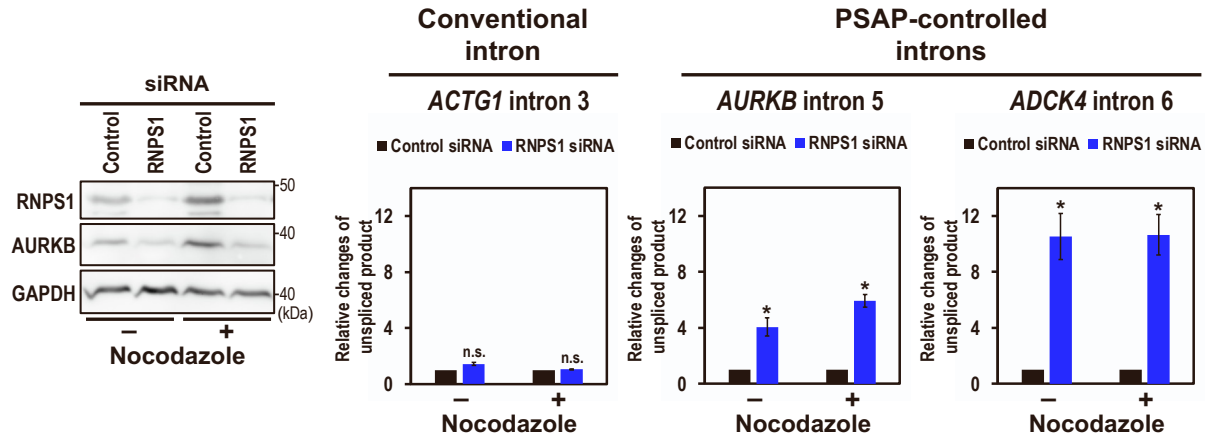 siRNA
Control
RNPS1
Control
RNPS1
RNPS1
50
AURKB
40
GAPDH
40
(kDa)
– +
Nocodazole
Conventional
intron
ACTG1 intron 3
Control siRNA RNPS1 siRNA
Relative changes of
unspliced product
12
8
4
0
n.s. n.s.
– +
Nocodazole
PSAP-controlled
introns
AURKB intron 5
Control siRNA RNPS1 siRNA
Relative changes of
unspliced product
12
8
4
0
* *
– +
Nocodazole
ADCK4 intron 6
Control siRNA RNPS1 siRNA
Relative changes of
unspliced product
12
8
4
0
* *
– +
Nocodazole